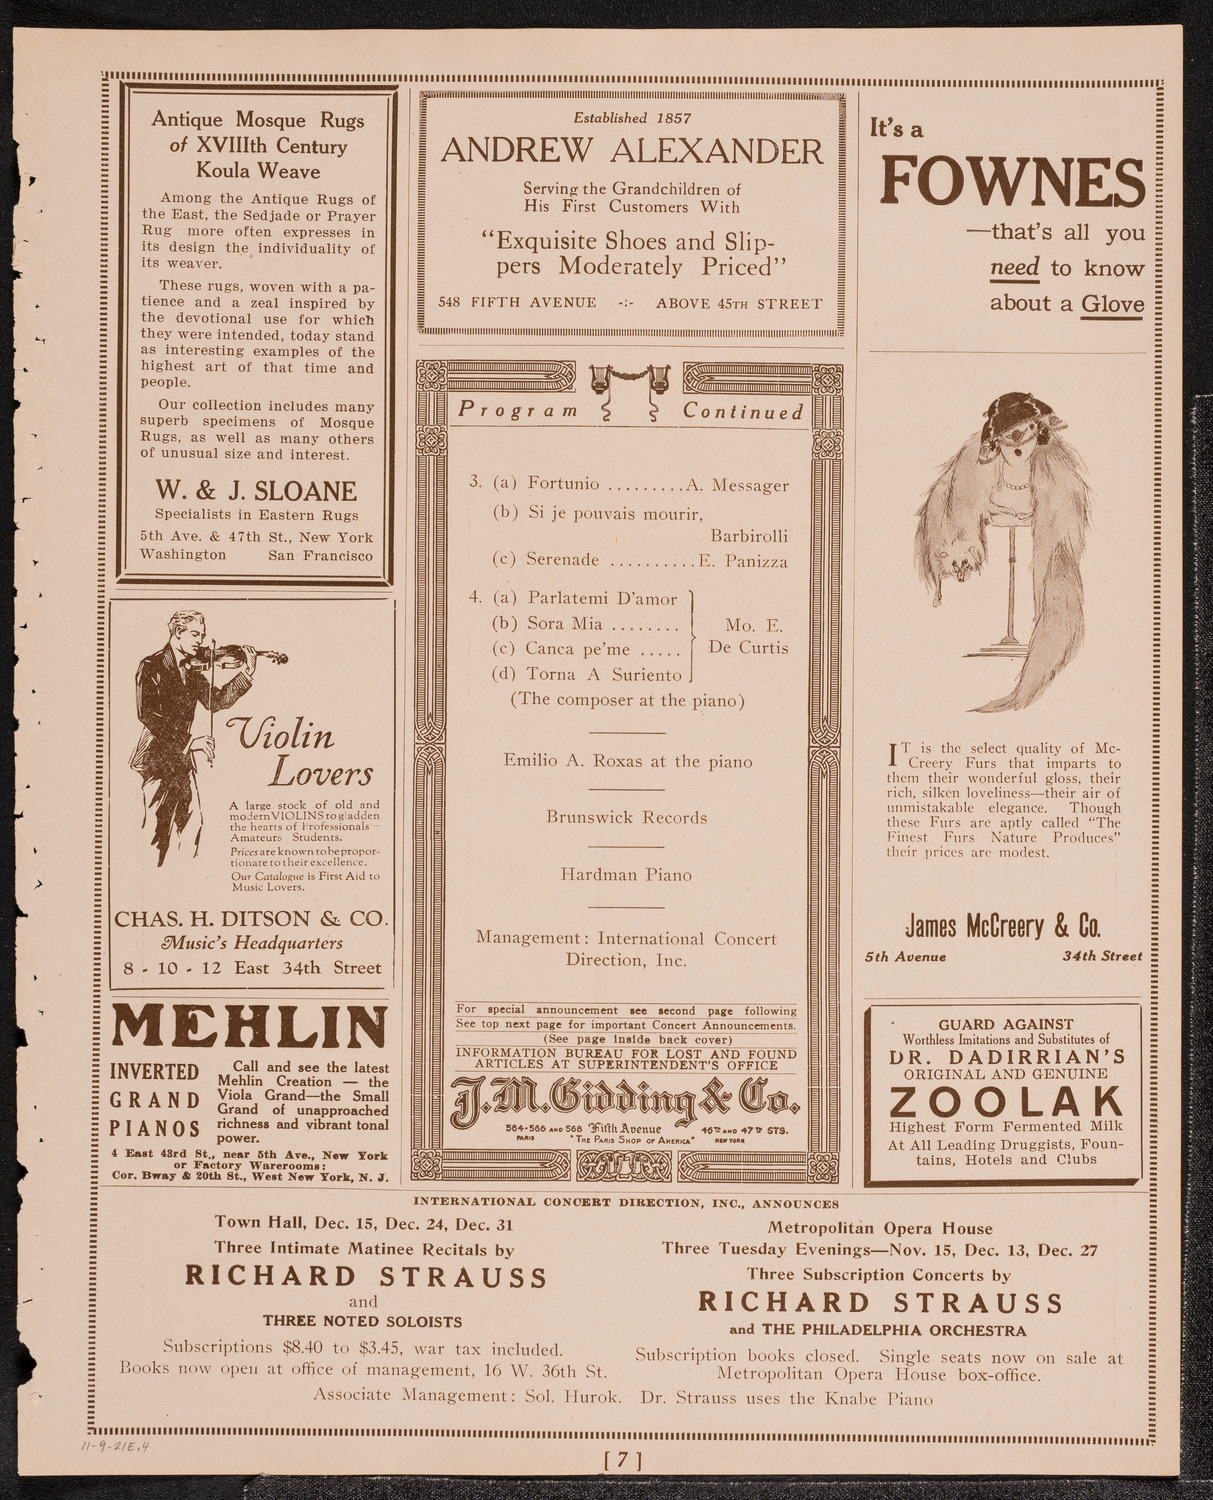 Antique Mosque Rugs
of XVIIIth Century
Koula Weave
Among the Antique Rugs of
the East, the Sedjade or Prayer
Rug more often expresses in
its design the individuality of
its weaver.
These rugs, woven with a pa-
tience and a zeal inspired by
the devotional use for which
they were intended, today stand
as interesting examples of the
highest art of that time and
people.
Our collection includes many
superb specimens of Mosque
Rugs, as well as many others
of unusual size and interest.
W. & J. SLOANE
Specialists in Eastern Rugs
5th Ave. & 47th St., New York
Washington San Francisco
Violin
Lovers
A large stock of old and
modern VIOLINS to gladden
the hearts of Professionals—
Amateurs Students.
Prices are known to be propor-
tionate to their excellence.
Our Catalogue is First Aid to
Music Lovers.
CHAS. H. DITSON & CO.
Music's Headquarters
8 - 10 - 12 East 34th Street
MEHLIN
INVERTED
GRAND
PIANOS
Call and see the latest
Mehlin Creation — the
Viola Grand—the Small
Grand of unapproached
richness and vibrant tonal
power.
4 East 43rd St., near 5th Ave., New York
or Factory Warerooms:
Cor. Bway & 20th St., West New York, N. J.
Established 1857
ANDREW ALEXANDER
Serving the Grandchildren of
His First Customers With
"Exquisite Shoes and Slip-
pers Moderately Priced"
548 FIFTH AVENUE -:- ABOVE 45TH STREET
Program Continued
3. (a) Fortunio .........A. Messager
(b) Si je pouvais mourir,
Barbirolli
(c) Serenade ..........E. Panizza
4. (a) Parlatemi D'amor
(b) Sora Mia ........
(c) Canca pe'me .....
(d) Torna A Suriento
Mo. E.
De Curtis
(The composer at the piano)
Emilio A. Roxas at the piano
Brunswick Records
Hardman Piano
Management: International Concert
Direction, Inc.
For special announcement see second page following
See top next page for important Concert Announcements.
(See page inside back cover)
INFORMATION BUREAU FOR LOST AND FOUND
ARTICLES AT SUPERINTENDENT'S OFFICE
J.M. Gidding & Co.
564-566 AND 568 Fifth Avenue 46TH AND 47TH STS.
PARIS "THE PARIS SHOP OF AMERICA" NEW YORK
It's a
FOWNES
—that's all you
need to know
about a Glove
IT is the select quality of Mc-
Creery Furs that imparts to
them their wonderful gloss, their
rich, silken loveliness—their air of
unmistakable elegance. Though
these Furs are aptly called "The
Finest Furs Nature Produces"
their prices are modest.
James McCreery & Co.
5th Avenue 34th Street
GUARD AGAINST
Worthless Imitations and Substitutes of
DR. DADIRRIAN'S
ORIGINAL AND GENUINE
ZOOLAK
Highest Form Fermented Milk
At All Leading Druggists, Foun-
tains, Hotels and Clubs
INTERNATIONAL CONCERT DIRECTION, INC., ANNOUNCES
Town Hall, Dec. 15, Dec. 24, Dec. 31
Three Intimate Matinee Recitals by
RICHARD STRAUSS
and
THREE NOTED SOLOISTS
Subscriptions $8.40 to $3.45, war tax included.
Books now open at office of management, 16 W. 36th St.
Metropolitan Opera House
Three Tuesday Evenings—Nov. 15, Dec. 13, Dec. 27
Three Subscription Concerts by
RICHARD STRAUSS
and THE PHILADELPHIA ORCHESTRA
Subscription books closed. Single seats now on sale at
Metropolitan Opera House box-office.
Associate Management: Sol. Hurok. Dr. Strauss uses the Knabe Piano
11-9-21E.4
[ 7 ]